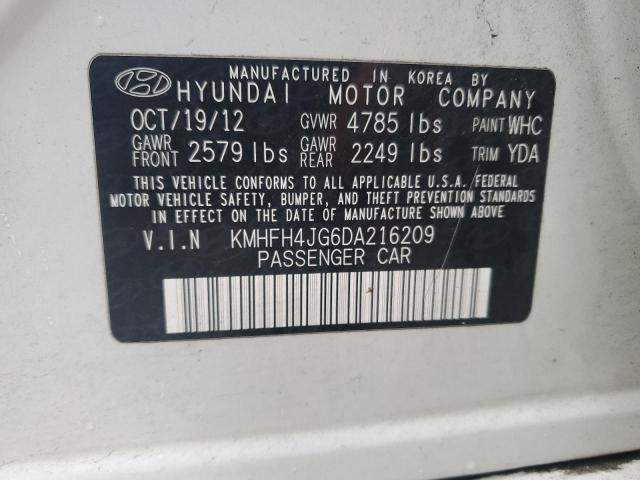 MANUFACTURED IN KOREA BY
HYUNDAI MOTOR COMPANY
OCT/19/12 GVWR 4785 lbs PAINT WHC
GAWR FRONT 2579 lbs GAWR REAR 2249 lbs TRIM YDA
THIS VEHICLE CONFORMS TO ALL APPLICABLE U.S.A. FEDERAL
MOTOR VEHICLE SAFETY, BUMPER, AND THEFT PREVENTION STANDARDS
IN EFFECT ON THE DATE OF MANUFACTURE SHOWN ABOVE
V.I.N KMHFH4JG6DA216209
PASSENGER CAR